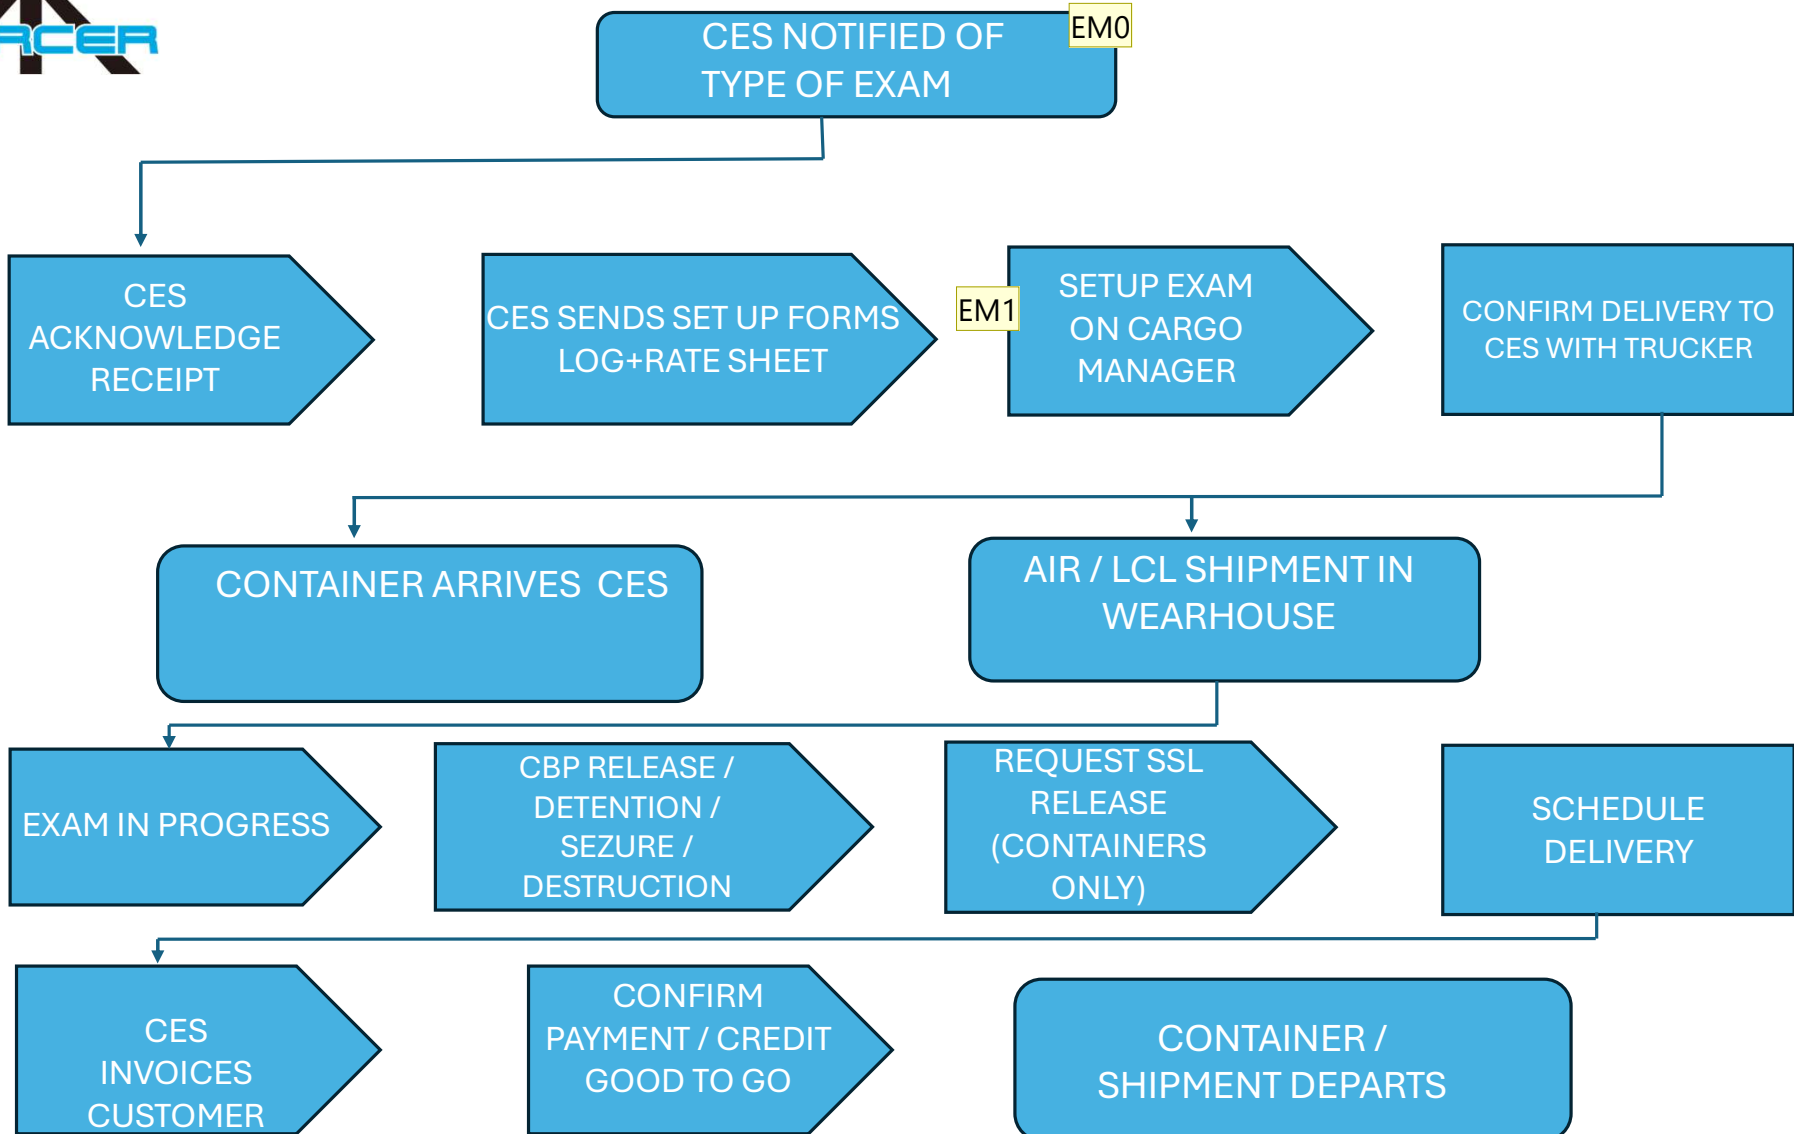 CES NOTIFIED OF
TYPE OF EXAM
EM0
CES
ACKNOWLEDGE
RECEIPT
CES SENDS SET UP FORMS
LOG+RATE SHEET
EM1
SETUP EXAM
ON CARGO
MANAGER
CONFIRM DELIVERY TO
CES WITH TRUCKER
CONTAINER ARRIVES  CES
AIR / LCL SHIPMENT IN
WEARHOUSE
EXAM IN PROGRESS
CBP RELEASE /
DETENTION /
SEZURE /
DESTRUCTION
REQUEST SSL
RELEASE
(CONTAINERS
ONLY)
SCHEDULE
DELIVERY
CES
INVOICES
CUSTOMER
CONFIRM
PAYMENT / CREDIT
GOOD TO GO
CONTAINER /
SHIPMENT DEPARTS